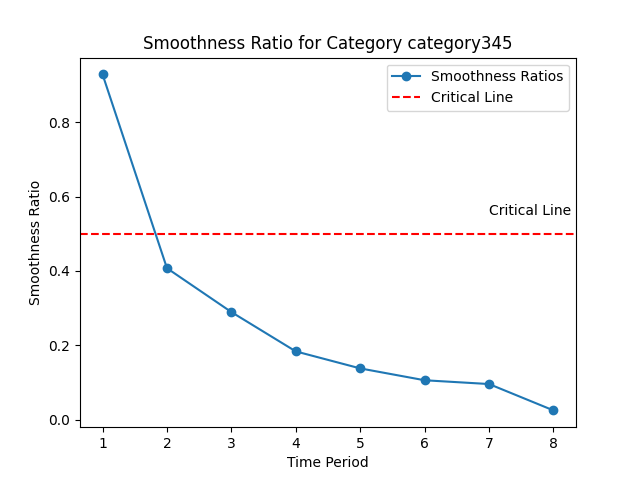 Smoothness Ratio for Category category345
Smoothness Ratios
Critical Line
Critical Line
Smoothness Ratio
0.8
0.6
0.4
0.2
0.0
1 2 3 4 5 6 7 8
Time Period